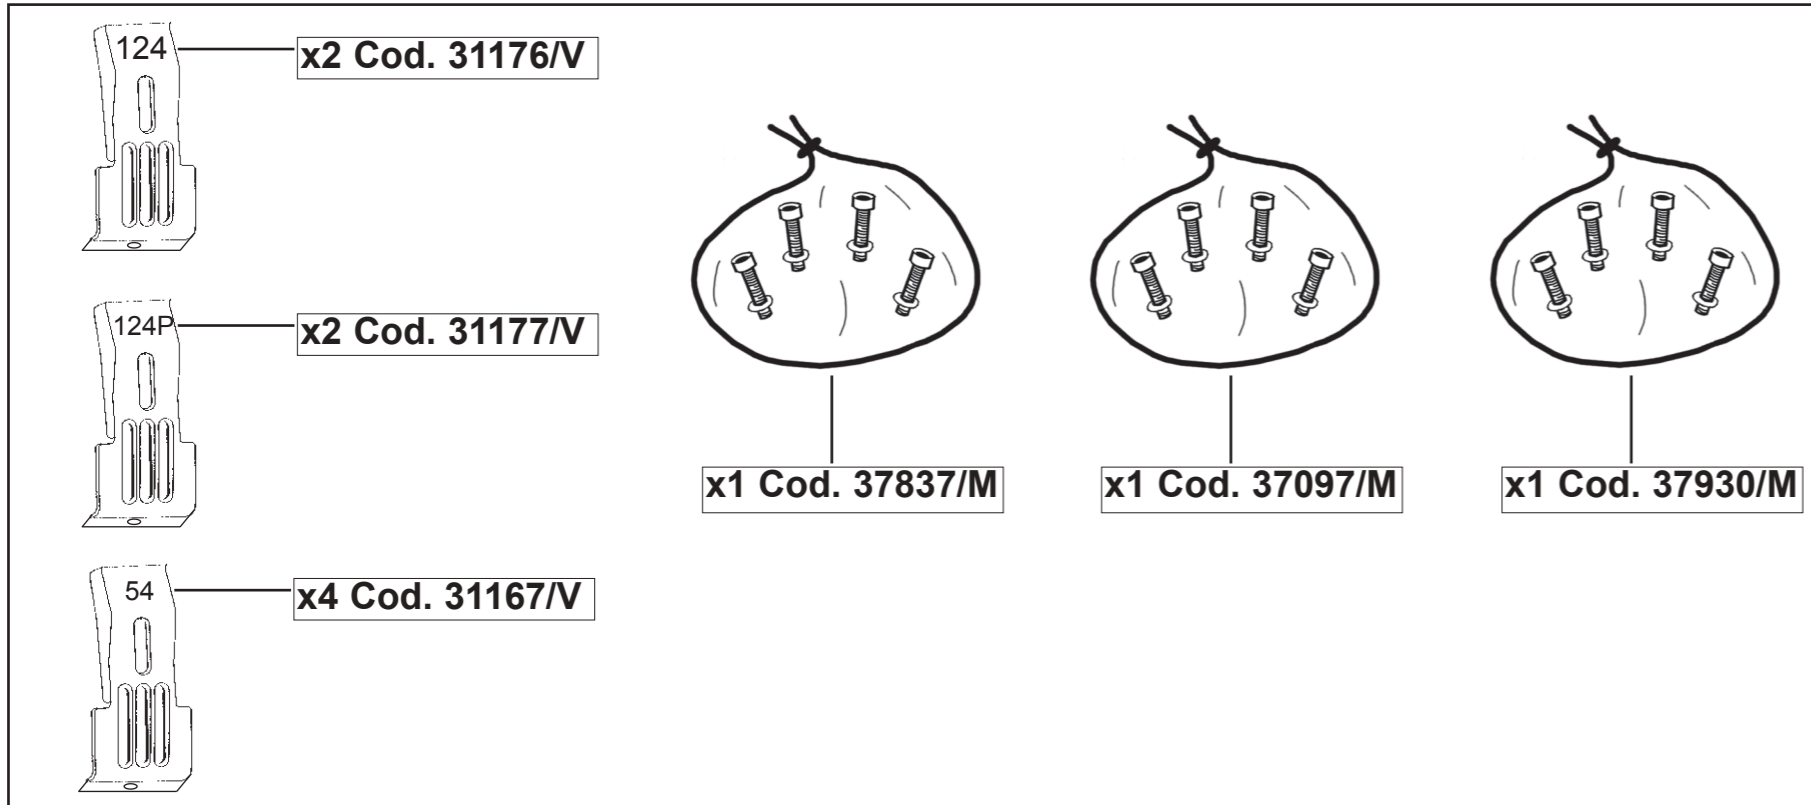 124
x2 Cod. 31176/V
124P
x2 Cod. 31177/V
54
x4 Cod. 31167/V
x1 Cod. 37837/M
x1 Cod. 37097/M
x1 Cod. 37930/M